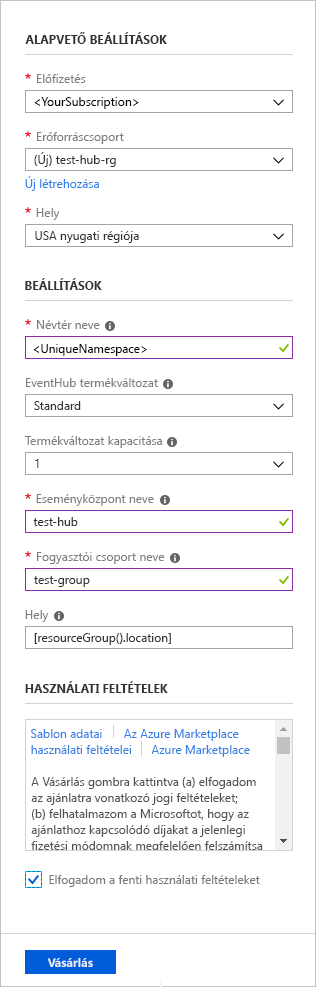 ALAPVETŐ BEÁLLÍTÁSOK
* Előfizetés
<YourSubscription>
* Erőforráscsoport
(Új) test-hub-rg
Új létrehozása
* Hely
USA nyugati régiója
BEÁLLÍTÁSOK
* Névtér neve
<UniqueNamespace>
EventHub termékváltozat
Standard
Termékváltozat kapacitása
1
* Eseményközpont neve
test-hub
* Fogyasztói csoport neve
test-group
Hely
[resourceGroup().location]
HASZNÁLATI FELTÉTELEK
Sablon adatai | Az Azure Marketplace
használati feltételei | Azure Marketplace
A Vásárlás gombra kattintva (a) elfogadom
az ajánlatra vonatkozó jogi feltételeket;
(b) felhatalmazom a Microsoftot, hogy az
ajánlathoz kapcsolódó díjakat a jelenlegi
fizetési módomnak megfelelően felszámítsa
Elfogadom a fenti használati feltételeket
Vásárlás